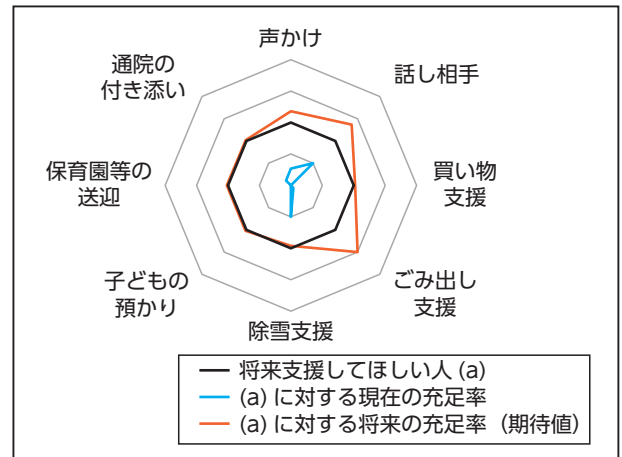 声かけ
話し相手
買い物
支援
ごみ出し
支援
除雪支援
子どもの
預かり
保育園等の
送迎
通院の
付き添い
将来支援してほしい人 (a)
(a) に対する現在の充足率
(a) に対する将来の充足率（期待値）